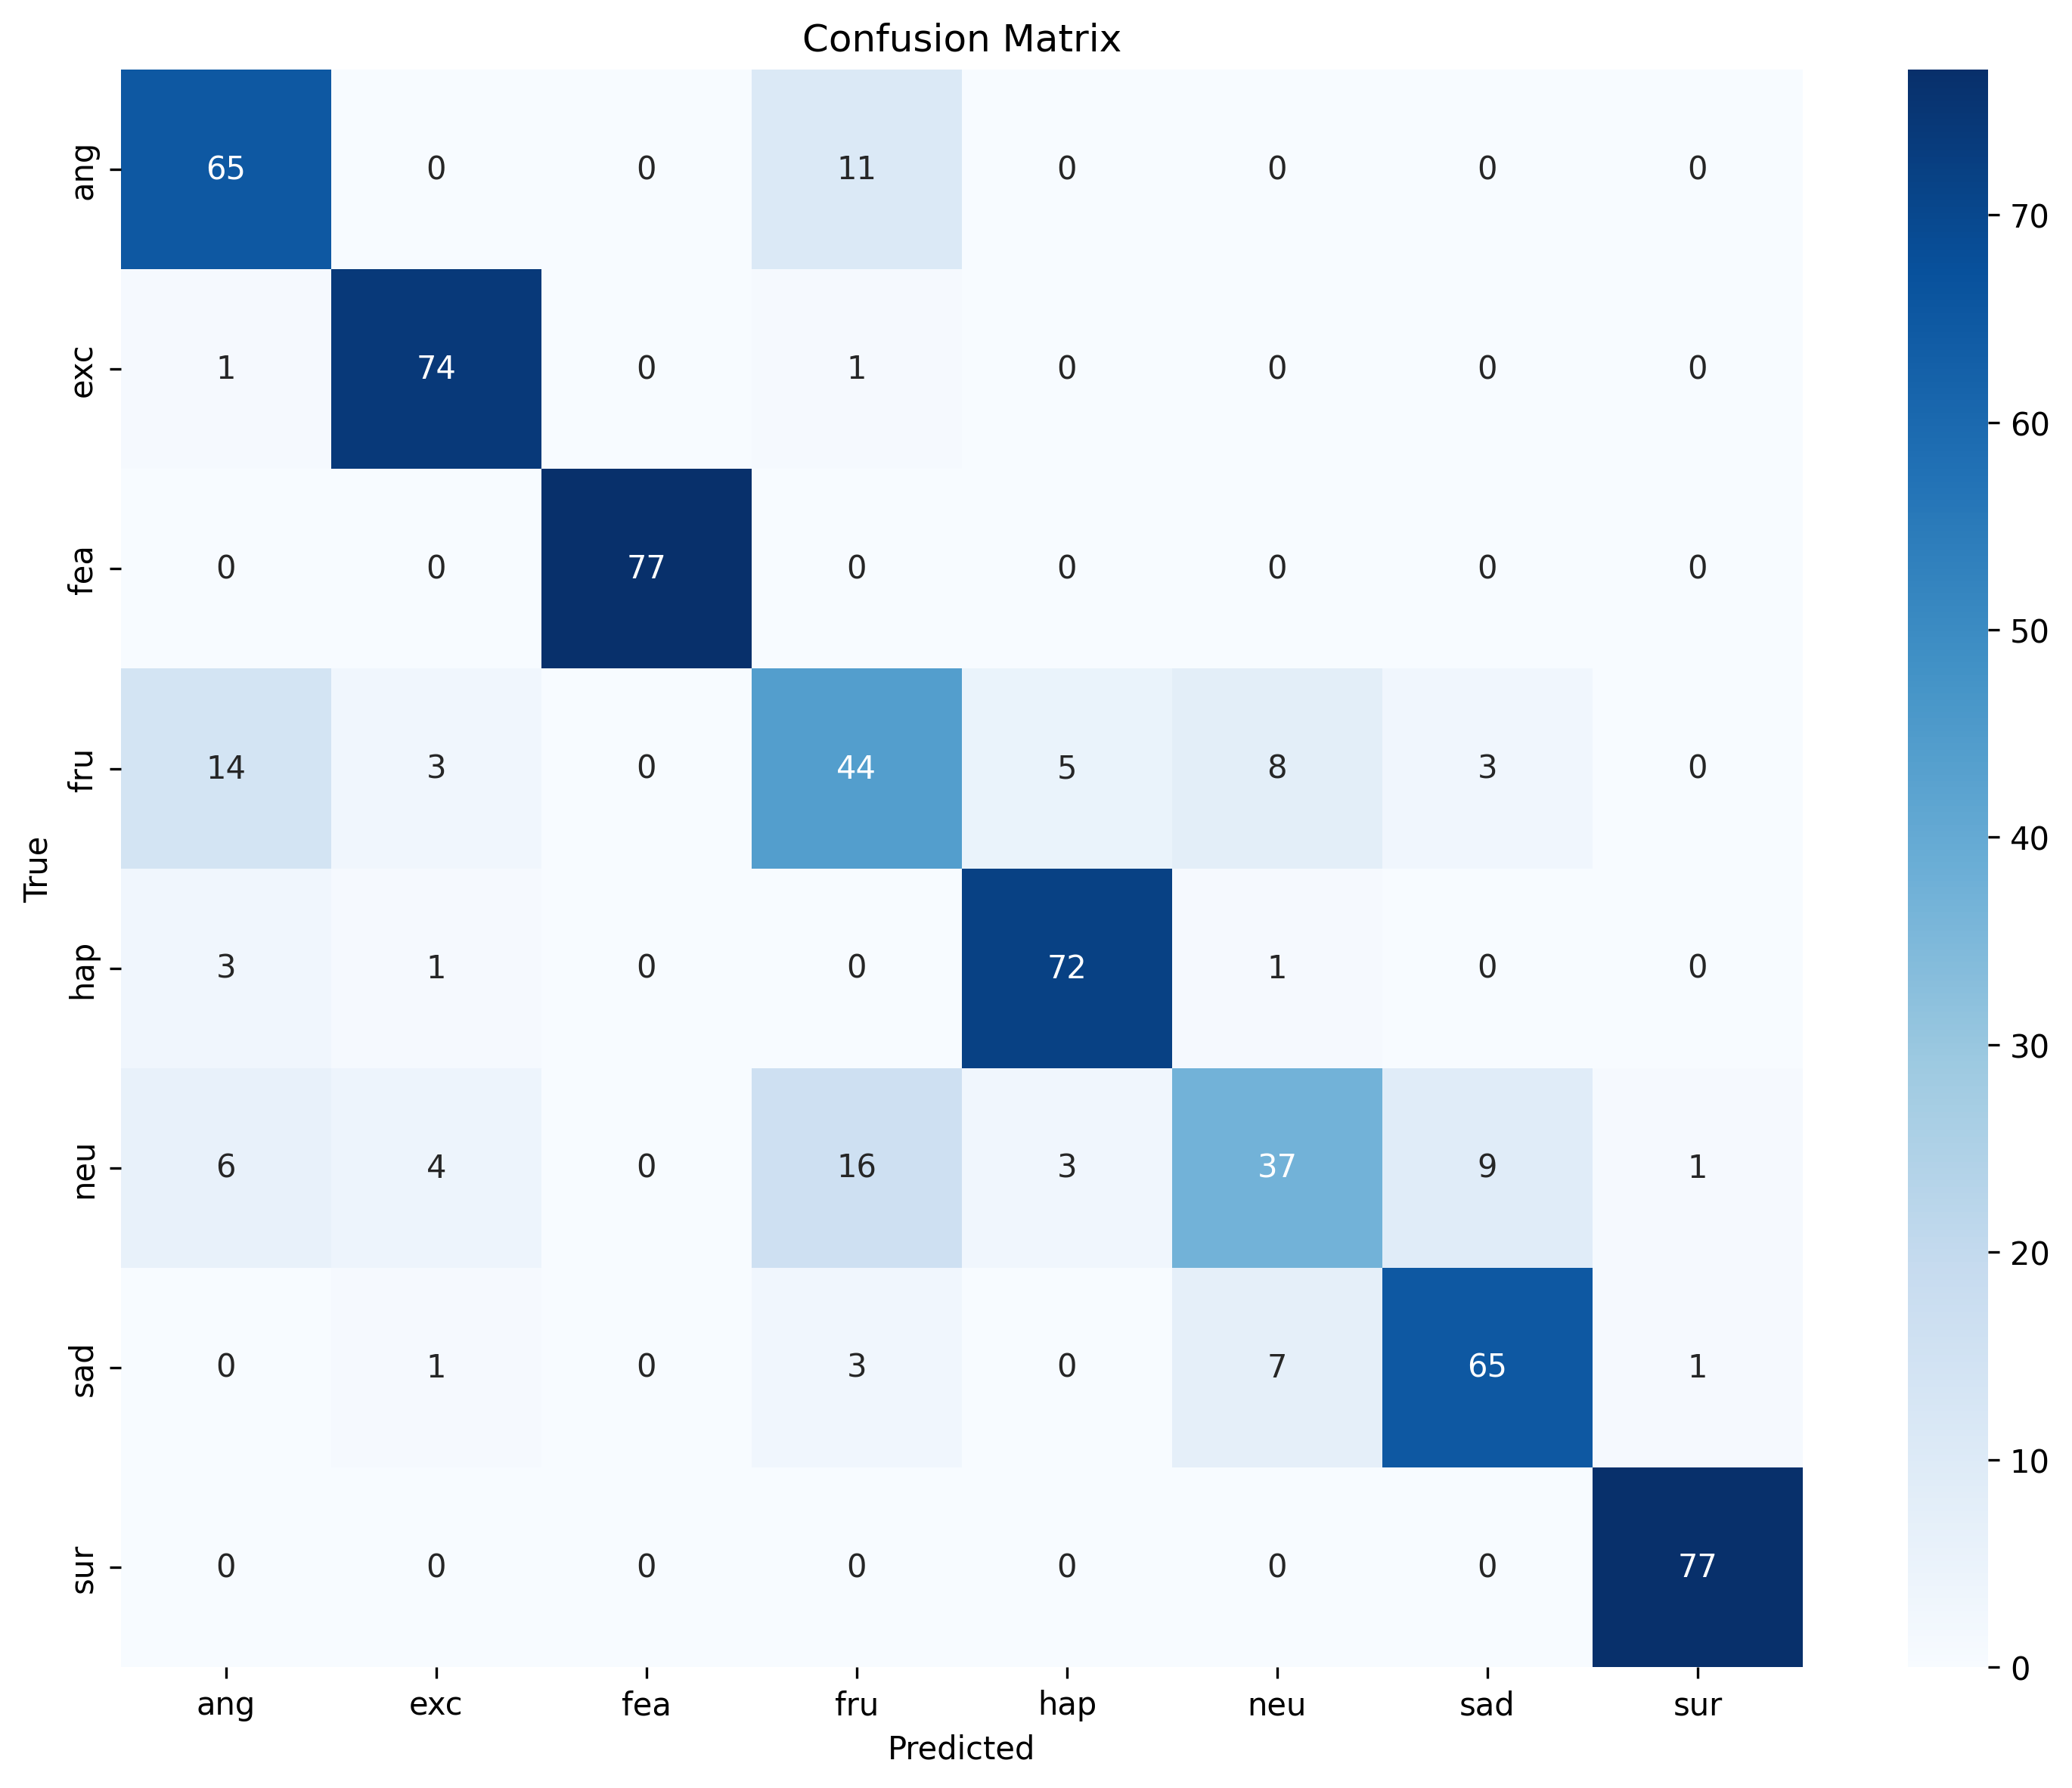 Confusion Matrix
ang 65 0 0 11 0 0 0 0
exc 1 74 0 1 0 0 0 0
fea 0 0 77 0 0 0 0 0
fru 14 3 0 44 5 8 3 0
hap 3 1 0 0 72 1 0 0
neu 6 4 0 16 3 37 9 1
sad 0 1 0 3 0 7 65 1
sur 0 0 0 0 0 0 0 77
ang exc fea fru hap neu sad sur
Predicted
True
70
60
50
40
30
20
10
0